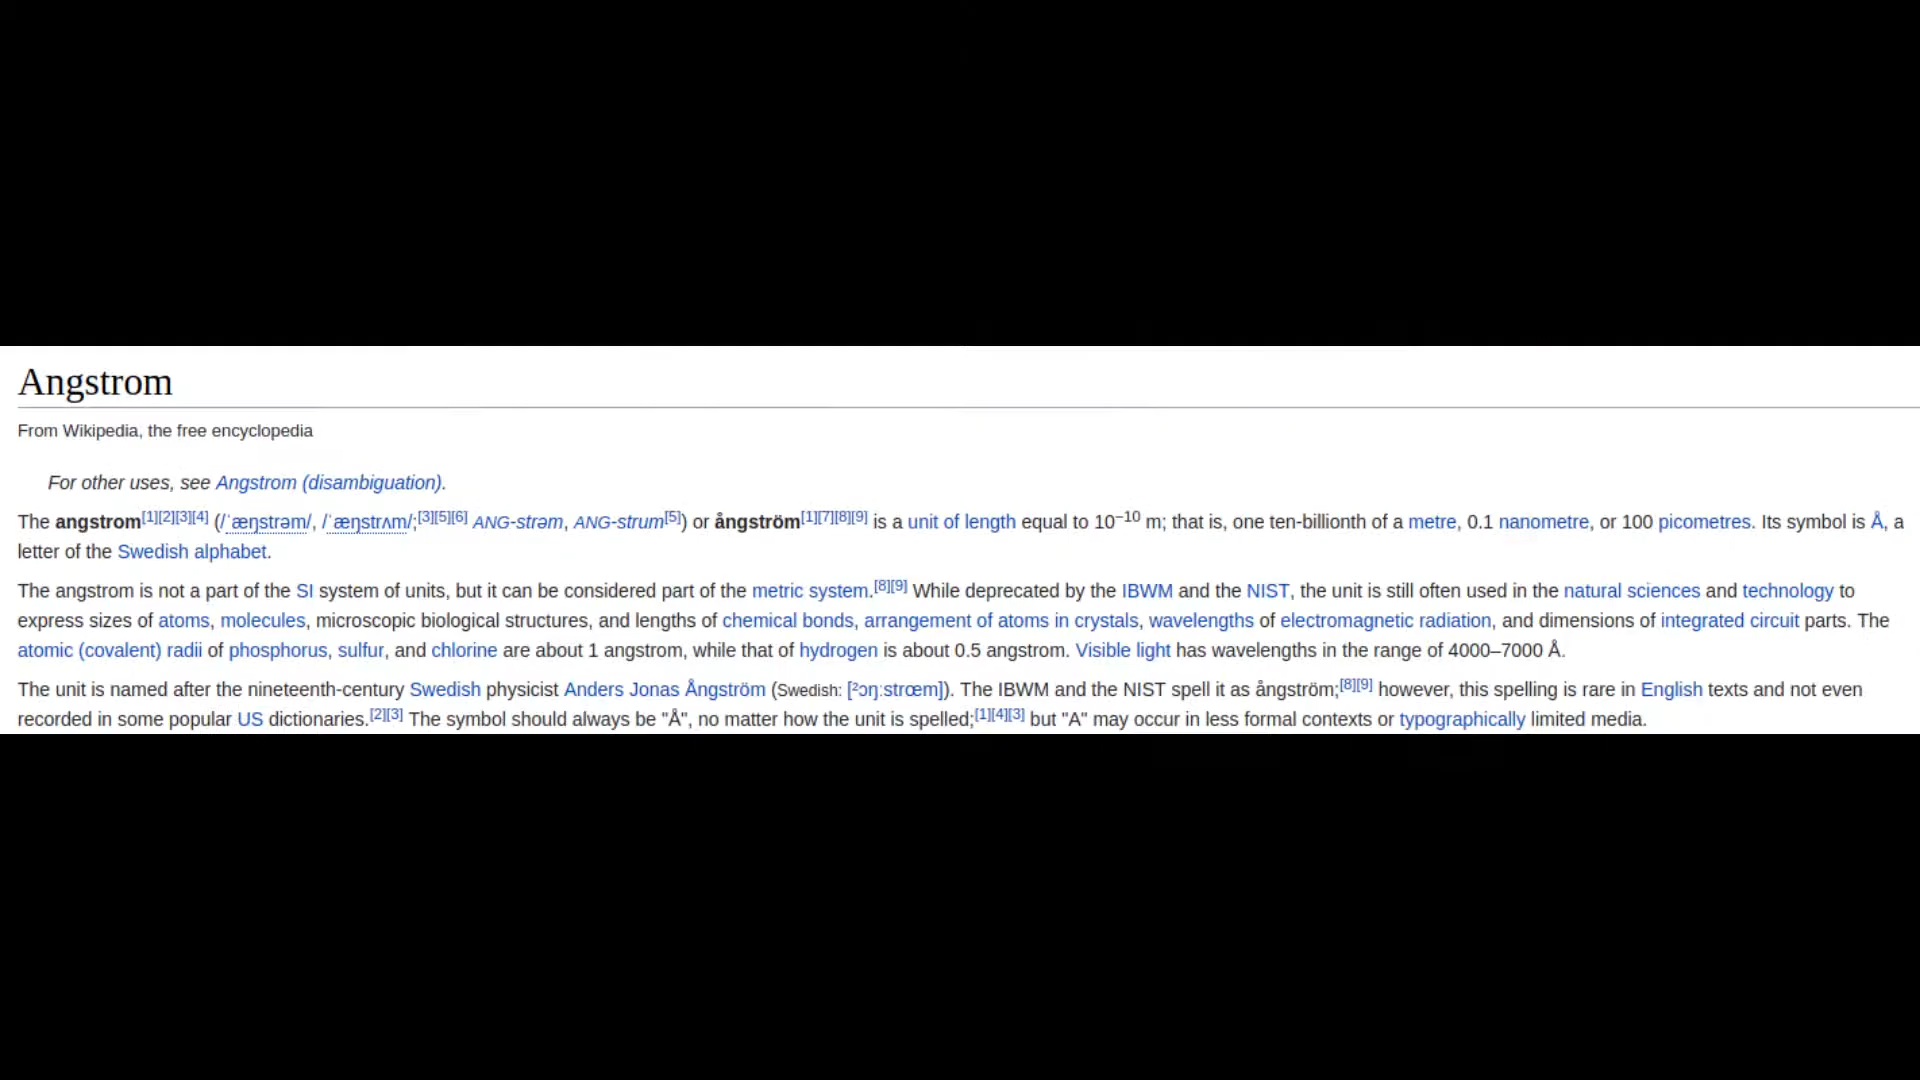 Angstrom
From Wikipedia, the free encyclopedia
For other uses, see Angstrom (disambiguation).
The angstrom[1][2][3][4] (/ˈæŋstrəm/, /ˈæŋstrʌm/;[3][5][6] ANG-strəm, ANG-strum[5]) or ångström[1][7][8][9] is a unit of length equal to 10⁻¹⁰ m; that is, one ten-billionth of a metre, 0.1 nanometre, or 100 picometres. Its symbol is Å, a
letter of the Swedish alphabet.
The angstrom is not a part of the SI system of units, but it can be considered part of the metric system.[8][9] While deprecated by the IBWM and the NIST, the unit is still often used in the natural sciences and technology to
express sizes of atoms, molecules, microscopic biological structures, and lengths of chemical bonds, arrangement of atoms in crystals, wavelengths of electromagnetic radiation, and dimensions of integrated circuit parts. The
atomic (covalent) radii of phosphorus, sulfur, and chlorine are about 1 angstrom, while that of hydrogen is about 0.5 angstrom. Visible light has wavelengths in the range of 4000–7000 Å.
The unit is named after the nineteenth-century Swedish physicist Anders Jonas Ångström (Swedish: [²ɔŋːstrœm]). The IBWM and the NIST spell it as ångström;[8][9] however, this spelling is rare in English texts and not even
recorded in some popular US dictionaries.[2][3] The symbol should always be "Å", no matter how the unit is spelled;[1][4][3] but "A" may occur in less formal contexts or typographically limited media.